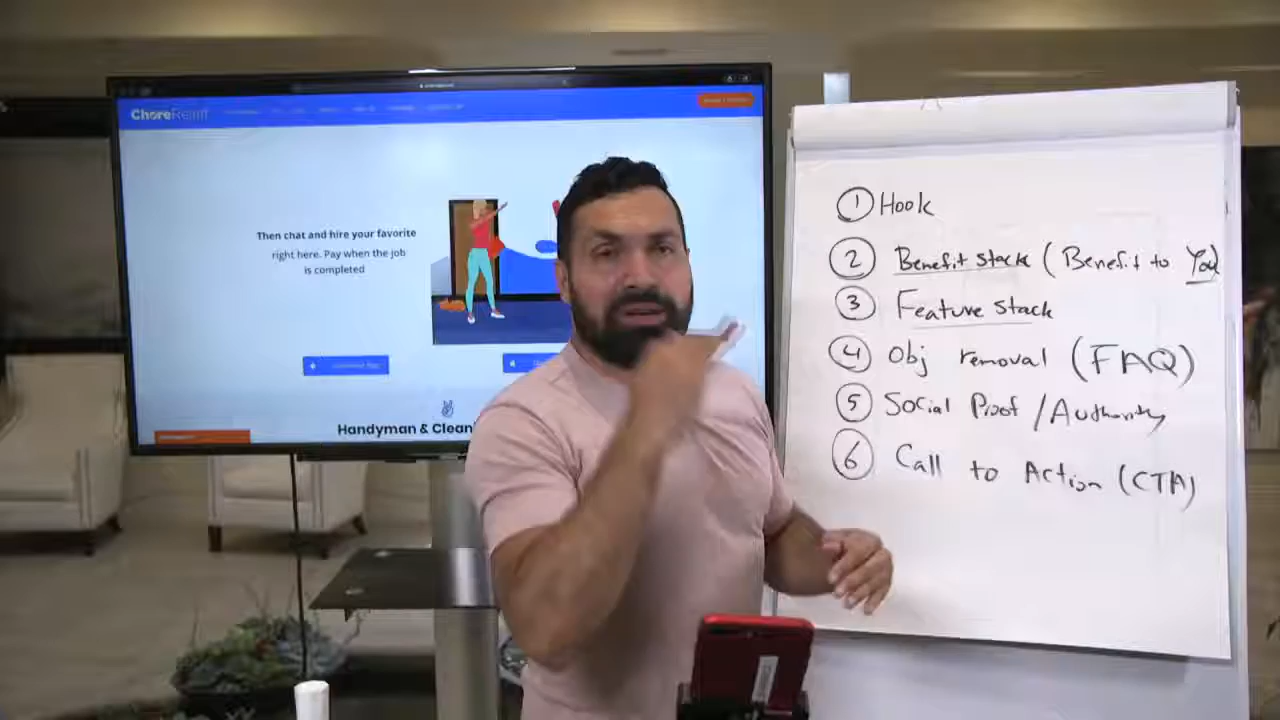 ChoreRelief
Then chat and hire your favorite
right here. Pay when the job
is completed
Handyman & Clean
① Hook
② Benefit stack (Benefit to You)
③ Feature stack
④ Obj removal (FAQ)
⑤ Social Proof / Authority
⑥ Call to Action (CTA)